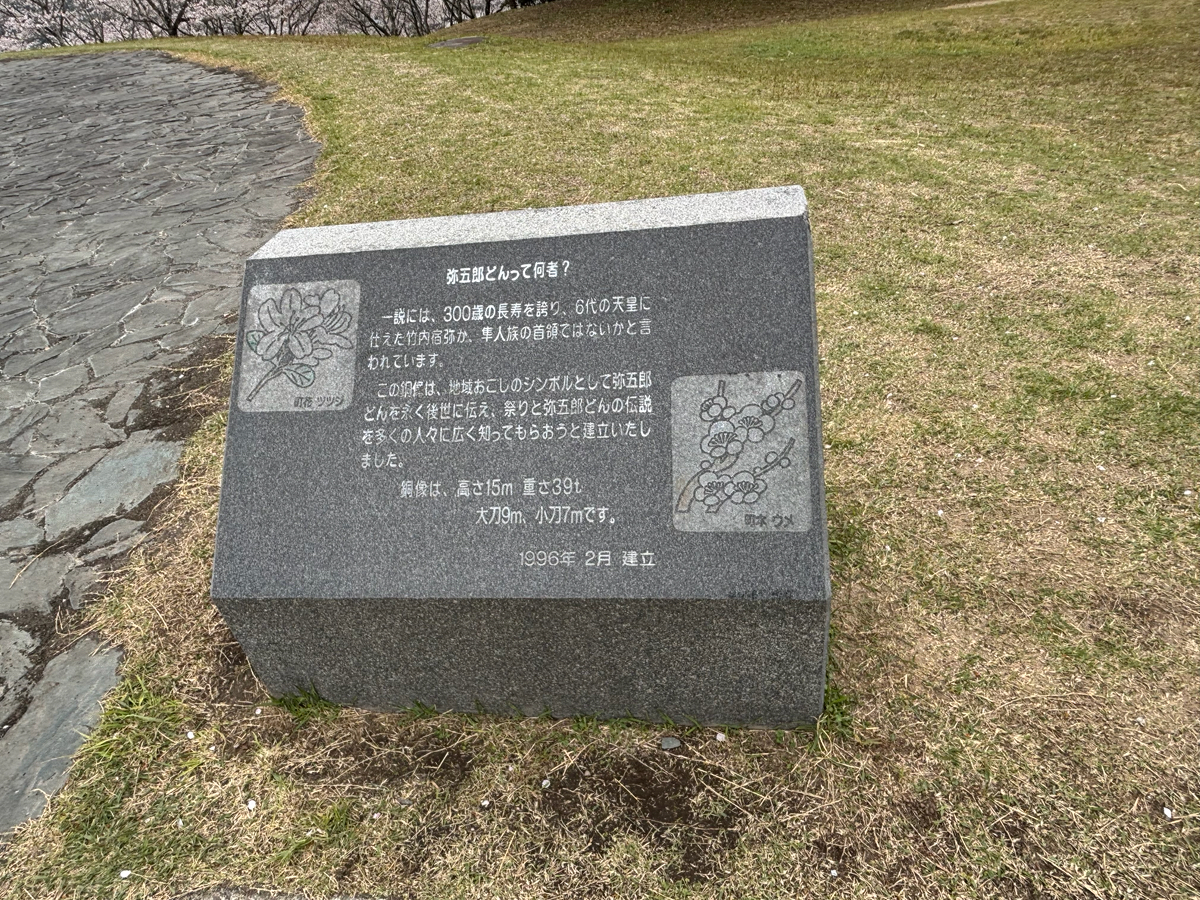 弥五郎どんって何者?
一説には、300歳の長寿を誇り、6代の天皇に
仕えた竹内宿弥か、隼人族の首領ではないかと言
われています。
この銅像は、地域おこしのシンボルとして弥五郎
どんを永く後世に伝え、祭りと弥五郎どんの伝説
を多くの人々に広く知ってもらおうと建立いたし
ました。
銅像は、高さ15m 重さ39t
大刀9m、小刀7mです。
1996年 2月 建立
町花 ツツジ
町木 ウメ